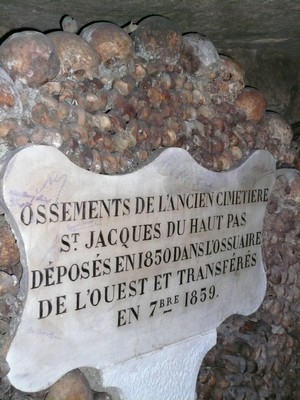 OSSEMENTS DE L'ANCIEN CIMETIÈRE
ST. JACQUES DU HAUT PAS
DÉPOSÉS EN 1850 DANS L'OSSUAIRE
DE L'OUEST ET TRANSFÉRÉS
EN 7BRE 1859.